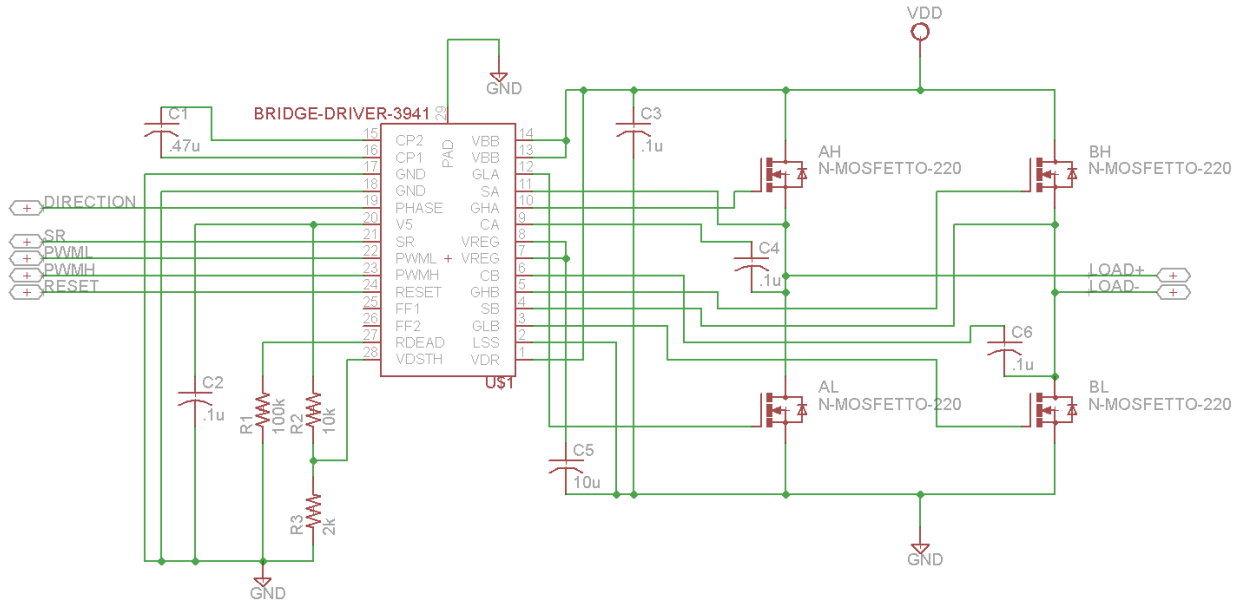 VDD
GND
BRIDGE-DRIVER-3941
29
PAD
C1
.47u
C3
.1u
15 CP2 VBB 14
16 CP1 VBB 13
17 GND GLA 12
18 GND SA 11
19 PHASE GHA 10
20 V5 CA 9
21 SR VREG 8
22 PWML + VREG 7
23 PWMH CB 6
24 RESET GHB 5
25 FF1 SB 4
26 FF2 GLB 3
27 RDEAD LSS 2
28 VDSTH VDR 1
U$1
AH
N-MOSFETTO-220
BH
N-MOSFETTO-220
DIRECTION
SR
PWML
PWMH
RESET
C4
.1u
LOAD+
LOAD-
C6
.1u
C2
.1u
R1
100k
R2
10k
AL
N-MOSFETTO-220
BL
N-MOSFETTO-220
C5
10u
R3
2k
GND
GND